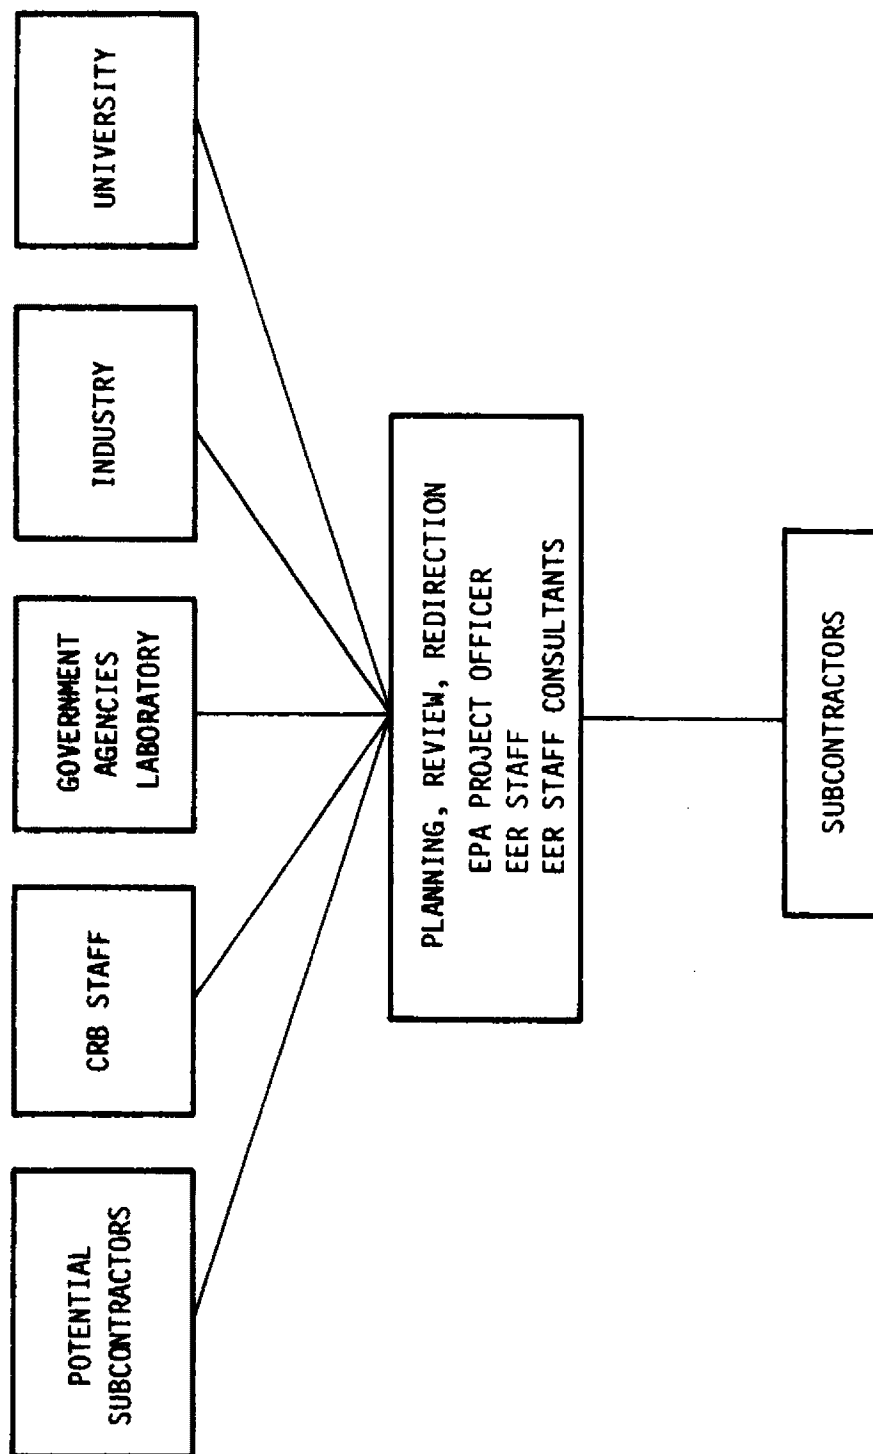 POTENTIAL
SUBCONTRACTORS
CRB STAFF
GOVERNMENT
AGENCIES
LABORATORY
INDUSTRY
UNIVERSITY
PLANNING, REVIEW, REDIRECTION
EPA PROJECT OFFICER
EER STAFF
EER STAFF CONSULTANTS
SUBCONTRACTORS